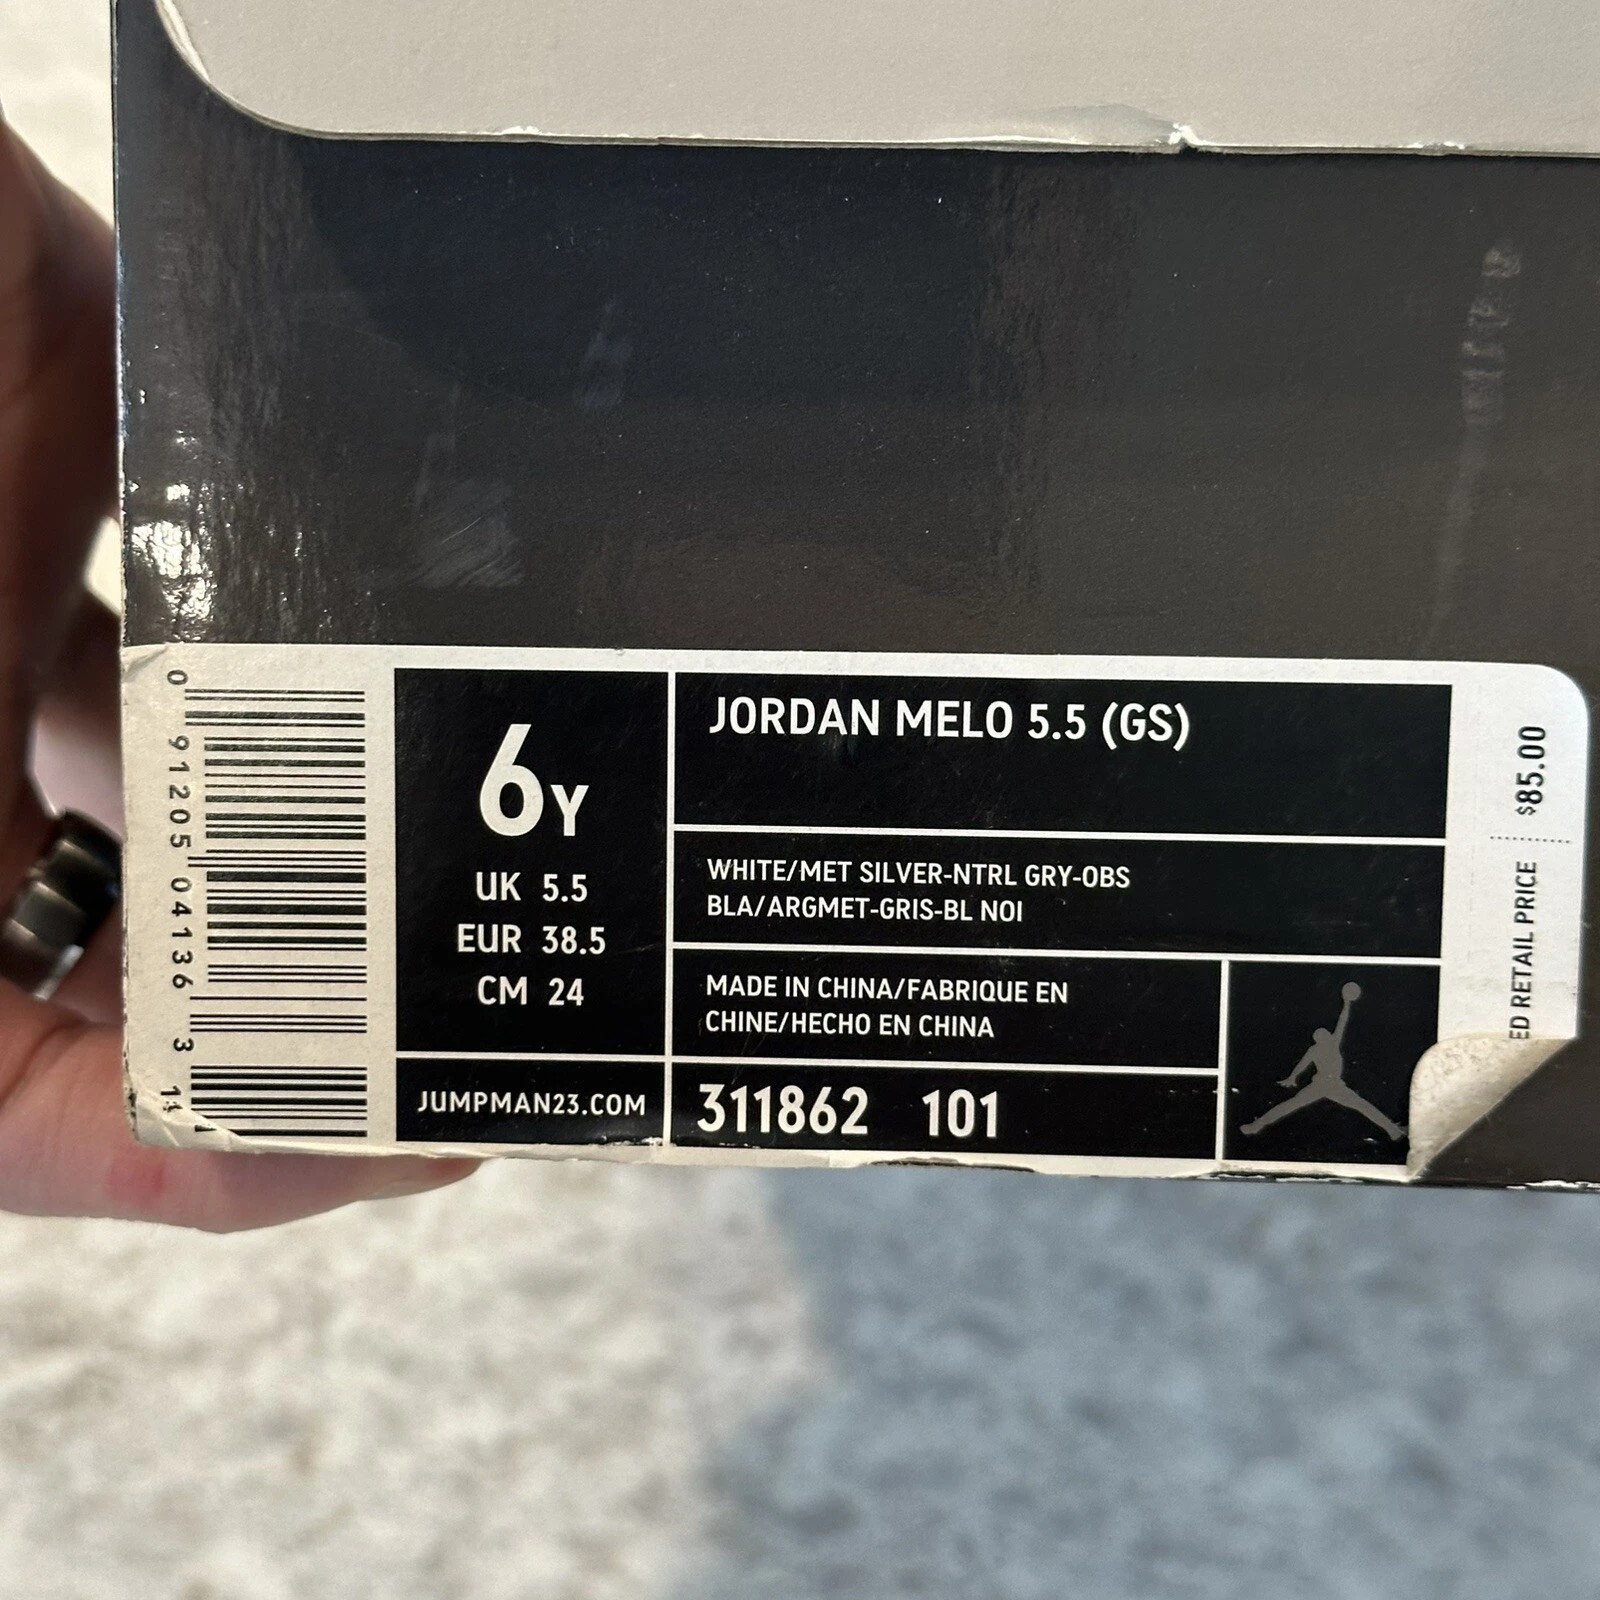 0 91205 04136 3
6Y
UK 5.5
EUR 38.5
CM 24
JUMPMAN23.COM
JORDAN MELO 5.5 (GS)
WHITE/MET SILVER-NTRL GRY-OBS
BLA/ARGMET-GRIS-BL NOI
MADE IN CHINA/FABRIQUE EN
CHINE/HECHO EN CHINA
311862 101
ED RETAIL PRICE $85.00